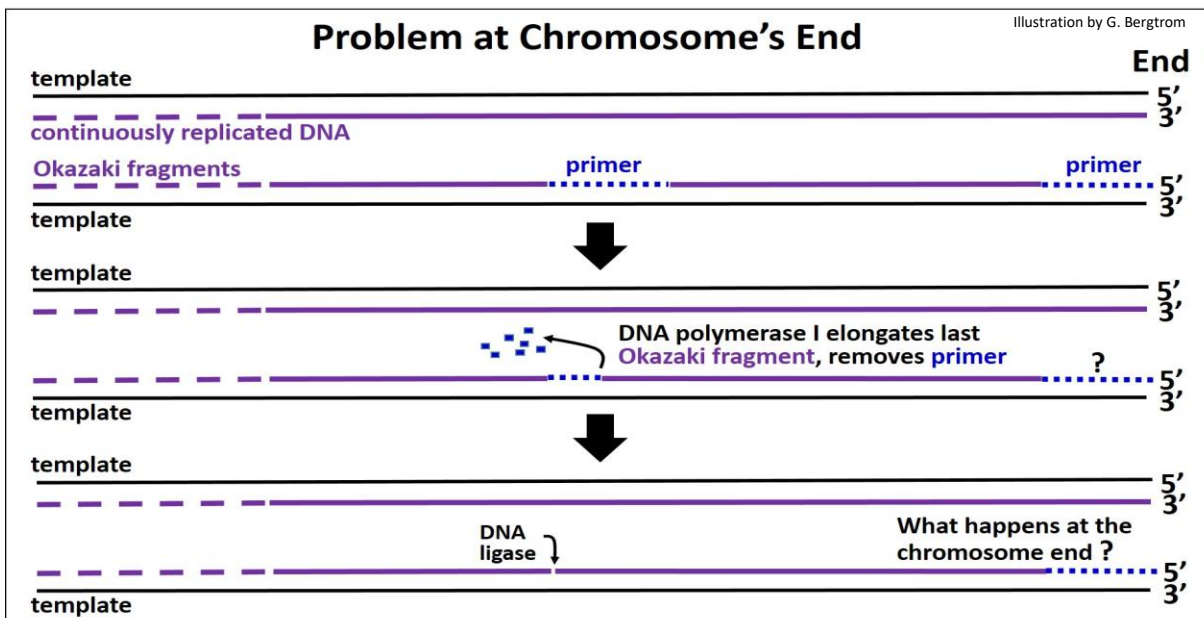 Illustration by G. Bergtrom
Problem at Chromosome's End
End
template
5'
3'
continuously replicated DNA
Okazaki fragments
primer
primer
5'
3'
template
template
5'
3'
DNA polymerase I elongates last
Okazaki fragment, removes primer
?
5'
3'
template
template
5'
3'
DNA
ligase
What happens at the
chromosome end ?
5'
3'
template